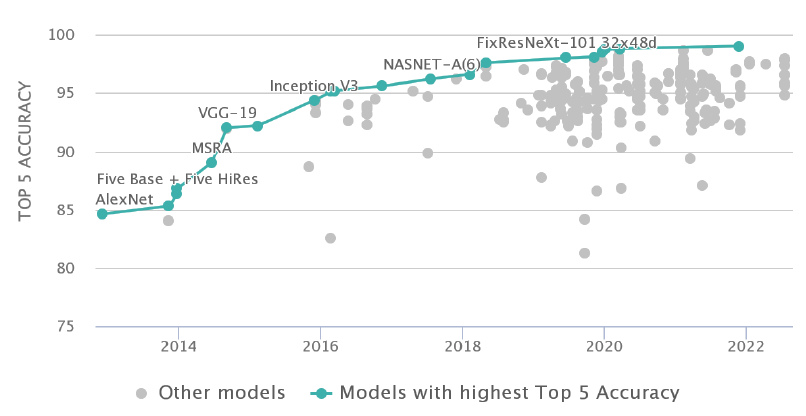 100
FixResNeXt-101 32x48d
NASNET-A(6)
95
Inception V3
VGG-19
90
MSRA
Five Base + Five HiRes
85
AlexNet
80
75
TOP 5 ACCURACY
2014
2016
2018
2020
2022
Other models
Models with highest Top 5 Accuracy